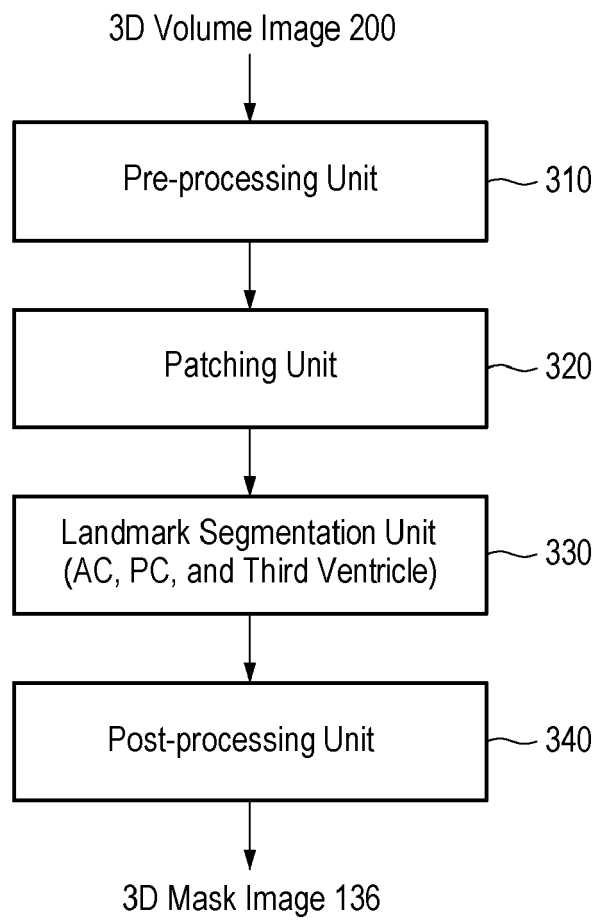 3D Volume Image 200
Pre-processing Unit
310
Patching Unit
320
Landmark Segmentation Unit
(AC, PC, and Third Ventricle)
330
Post-processing Unit
340
3D Mask Image 136